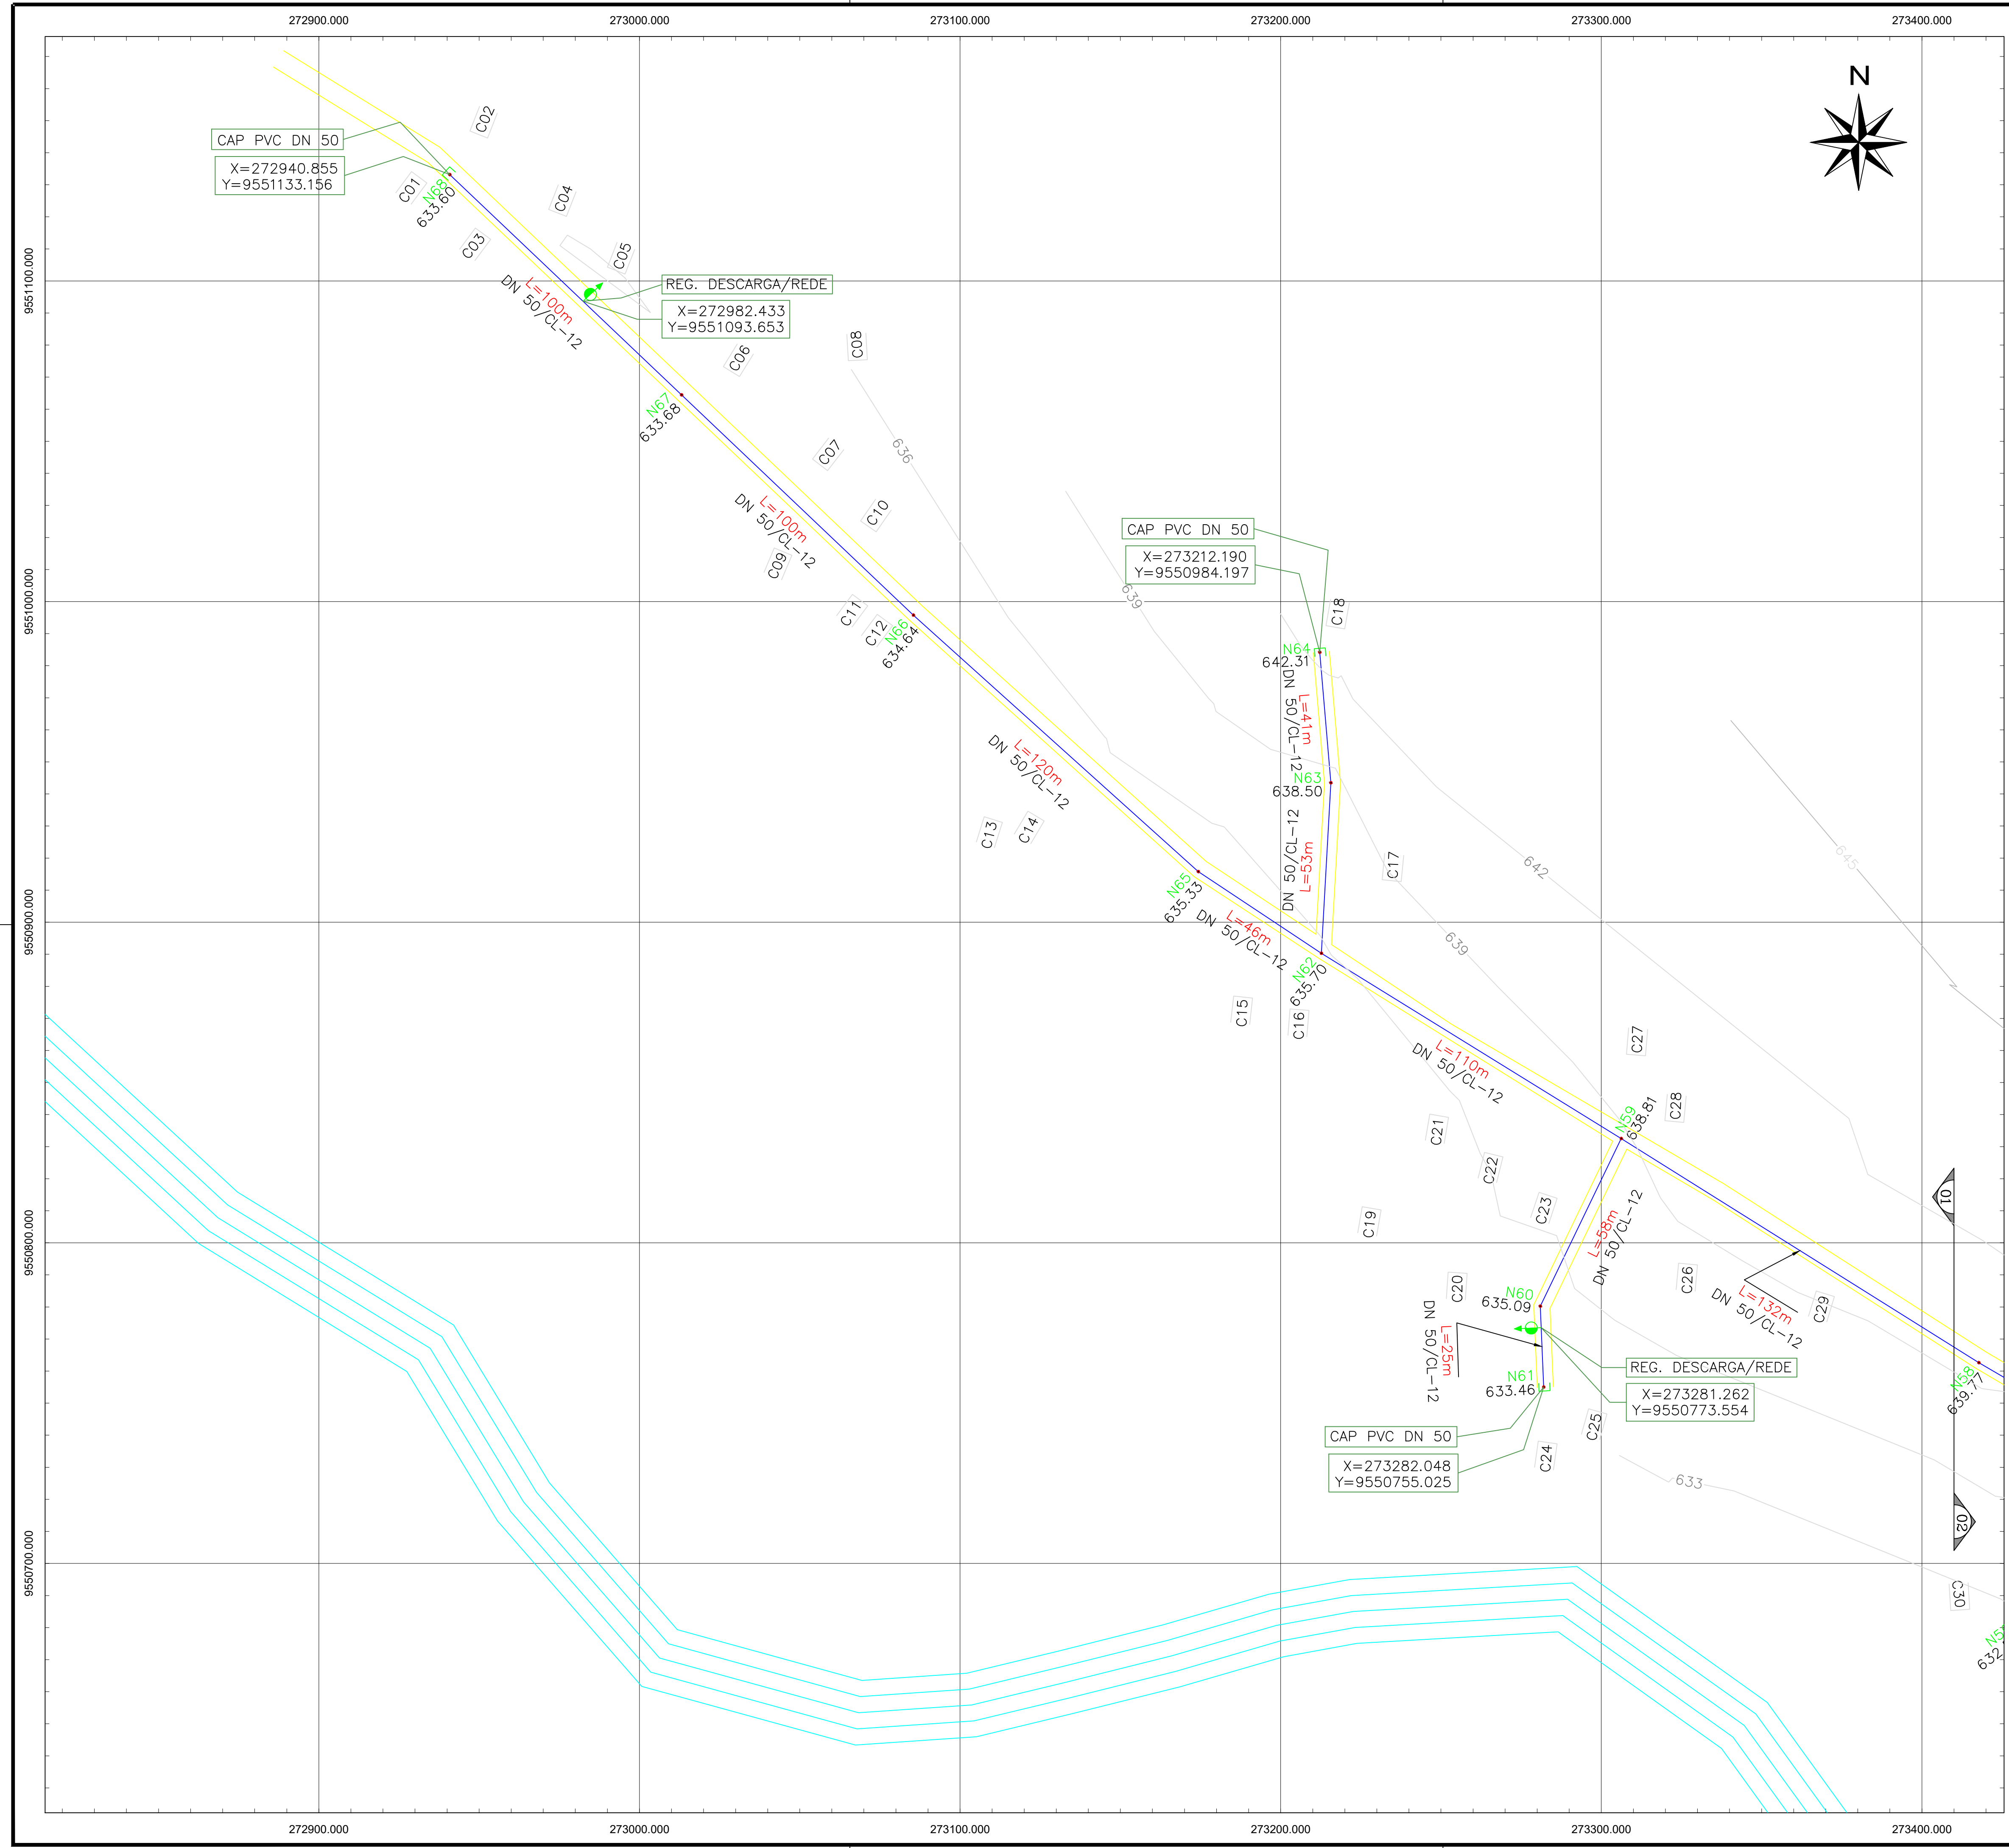 272900.000
273000.000
273100.000
273200.000
273300.000
273400.000
N
C02
CAP PVC DN 50
X=272940.855
Y=9551133.156
C01
N68
633.60
C04
C03
C05
9551100.000
REG. DESCARGA/REDE
X=272982.433
Y=9551093.653
L=100m
DN 50/CL-12
C06
C08
N67
633.68
636
C07
C10
L=100m
DN 50/CL-12
C09
CAP PVC DN 50
X=273212.190
Y=9550984.197
639
9551000.000
C11
C12
N66
634.64
C18
N64
642.31
L=41m
DN 50/CL-12
L=120m
DN 50/CL-12
N63
638.50
C13
C14
DN 50/CL-12
L=53m
C17
642
645
N65
635.33
9550900.000
L=46m
DN 50/CL-12
639
N62
635.70
C15
C16
C27
L=110m
DN 50/CL-12
N59
638.81
C28
C21
C22
C23
C19
L=58m
DN 50/CL-12
01
9550800.000
C20
N60
635.09
C26
L=132m
DN 50/CL-12
C29
L=25m
DN 50/CL-12
REG. DESCARGA/REDE
X=273281.262
Y=9550773.554
N61
633.46
N58
639.77
CAP PVC DN 50
X=273282.048
Y=9550755.025
C25
C24
633
02
9550700.000
C30
632
272900.000
273000.000
273100.000
273200.000
273300.000
273400.000